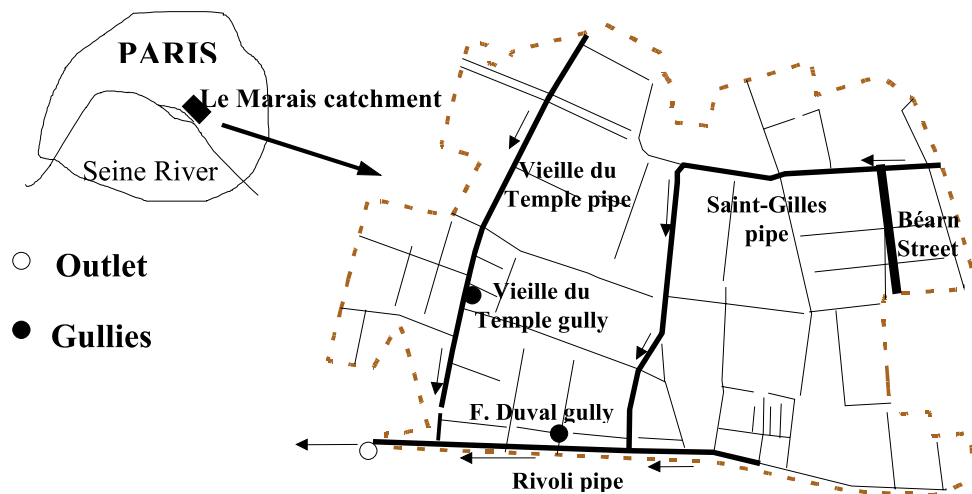 PARIS
Le Marais catchment
Seine River
Outlet
Gullies
Vieille du
Temple pipe
Saint-Gilles
pipe
Béarn
Street
Vieille du
Temple gully
F. Duval gully
Rivoli pipe